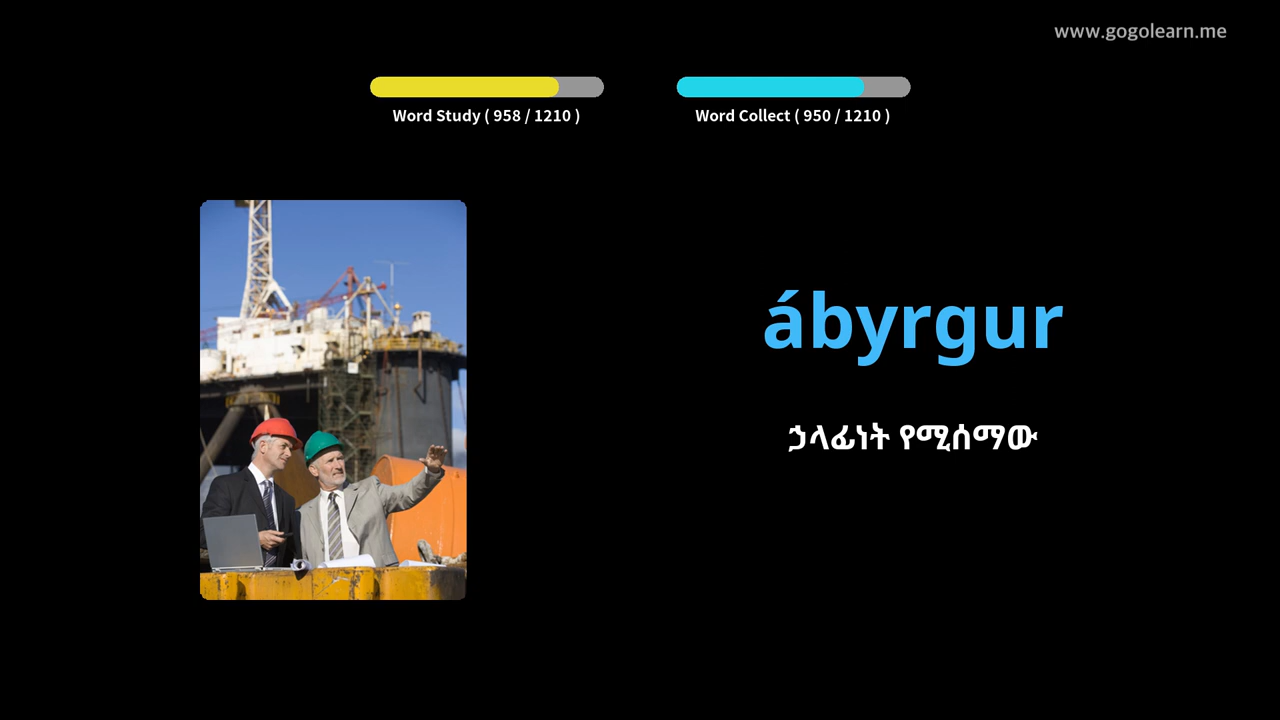 www.gogolearn.me
Word Study ( 958 / 1210 )
Word Collect ( 950 / 1210 )
ábyrgur
ኃላፊነት የሚሰማው